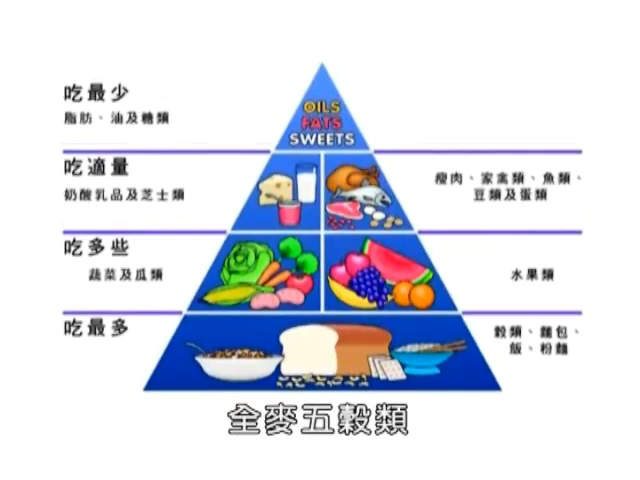 吃最少
脂肪、油及糖類
OILS
FATS
SWEETS
吃適量
奶酸乳品及芝士類
瘦肉、家禽類、魚類、
豆類及蛋類
吃多些
蔬菜及瓜類
水果類
吃最多
穀類、麵包、
飯、粉麵
全麥五穀類